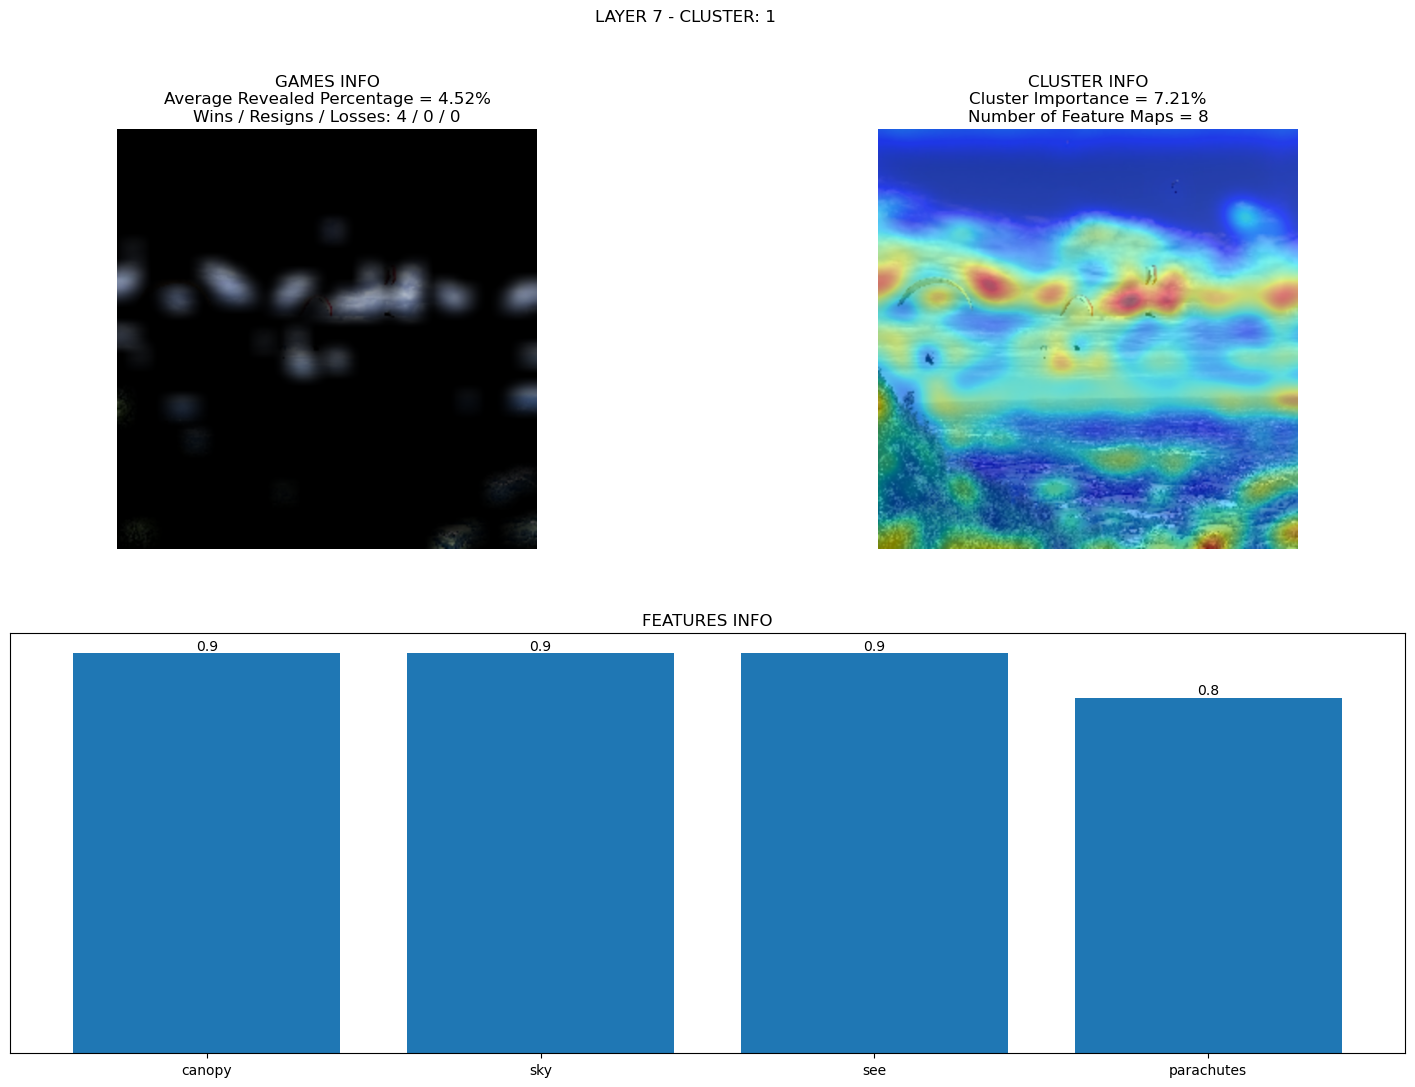 LAYER 7 - CLUSTER: 1
GAMES INFO
Average Revealed Percentage = 4.52%
Wins / Resigns / Losses: 4 / 0 / 0
CLUSTER INFO
Cluster Importance = 7.21%
Number of Feature Maps = 8
FEATURES INFO
0.9 0.9 0.9 0.8
canopy sky see parachutes